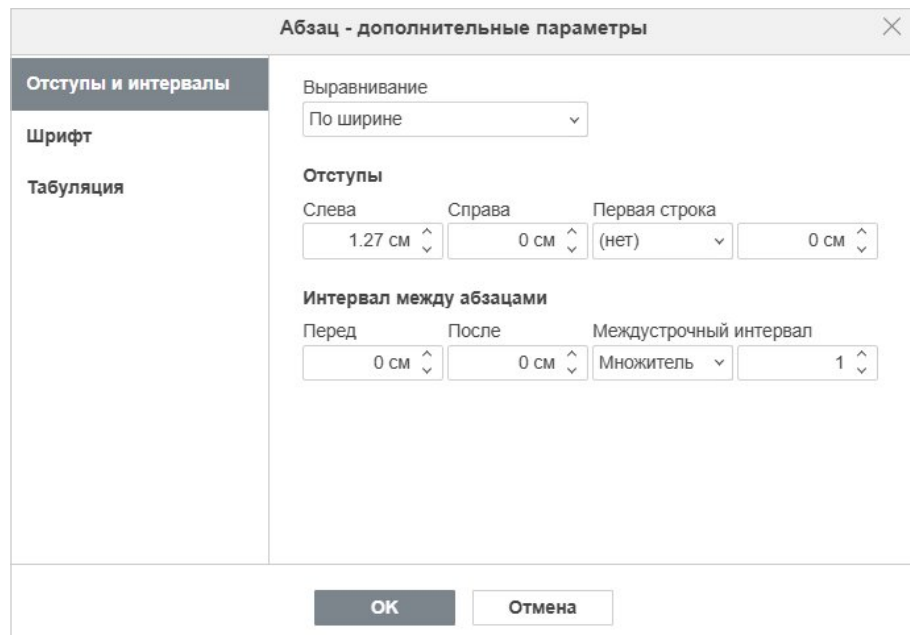 Абзац - дополнительные параметры
Отступы и интервалы
Шрифт
Табуляция
Выравнивание
По ширине
Отступы
Слева Справа Первая строка
1.27 см 0 см (нет) 0 см
Интервал между абзацами
Перед После Междустрочный интервал
0 см 0 см Множитель 1
ОК Отмена